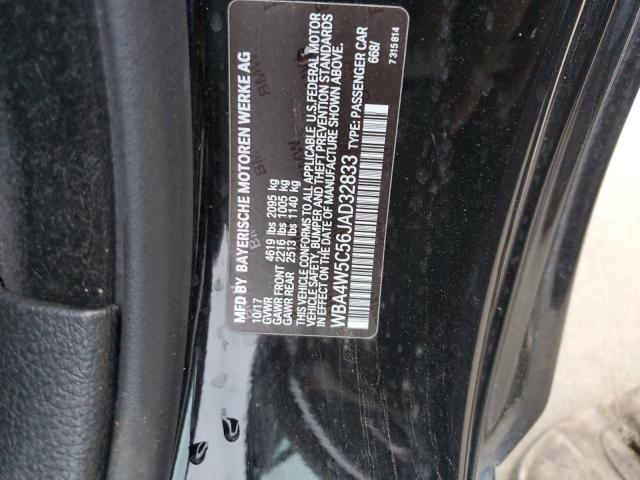 MFD BY BAYERISCHE MOTOREN WERKE AG
10/17
GVWR 4619 lbs 2095 kg
GAWR FRONT 2216 lbs 1005 kg
GAWR REAR 2513 lbs 1140 kg
THIS VEHICLE CONFORMS TO ALL APPLICABLE U.S. FEDERAL MOTOR
VEHICLE SAFETY, BUMPER AND THEFT PREVENTION STANDARDS
IN EFFECT ON THE DATE OF MANUFACTURE SHOWN ABOVE.
WBA4W5C56JAD32833 TYPE: PASSENGER CAR
668/
7315814